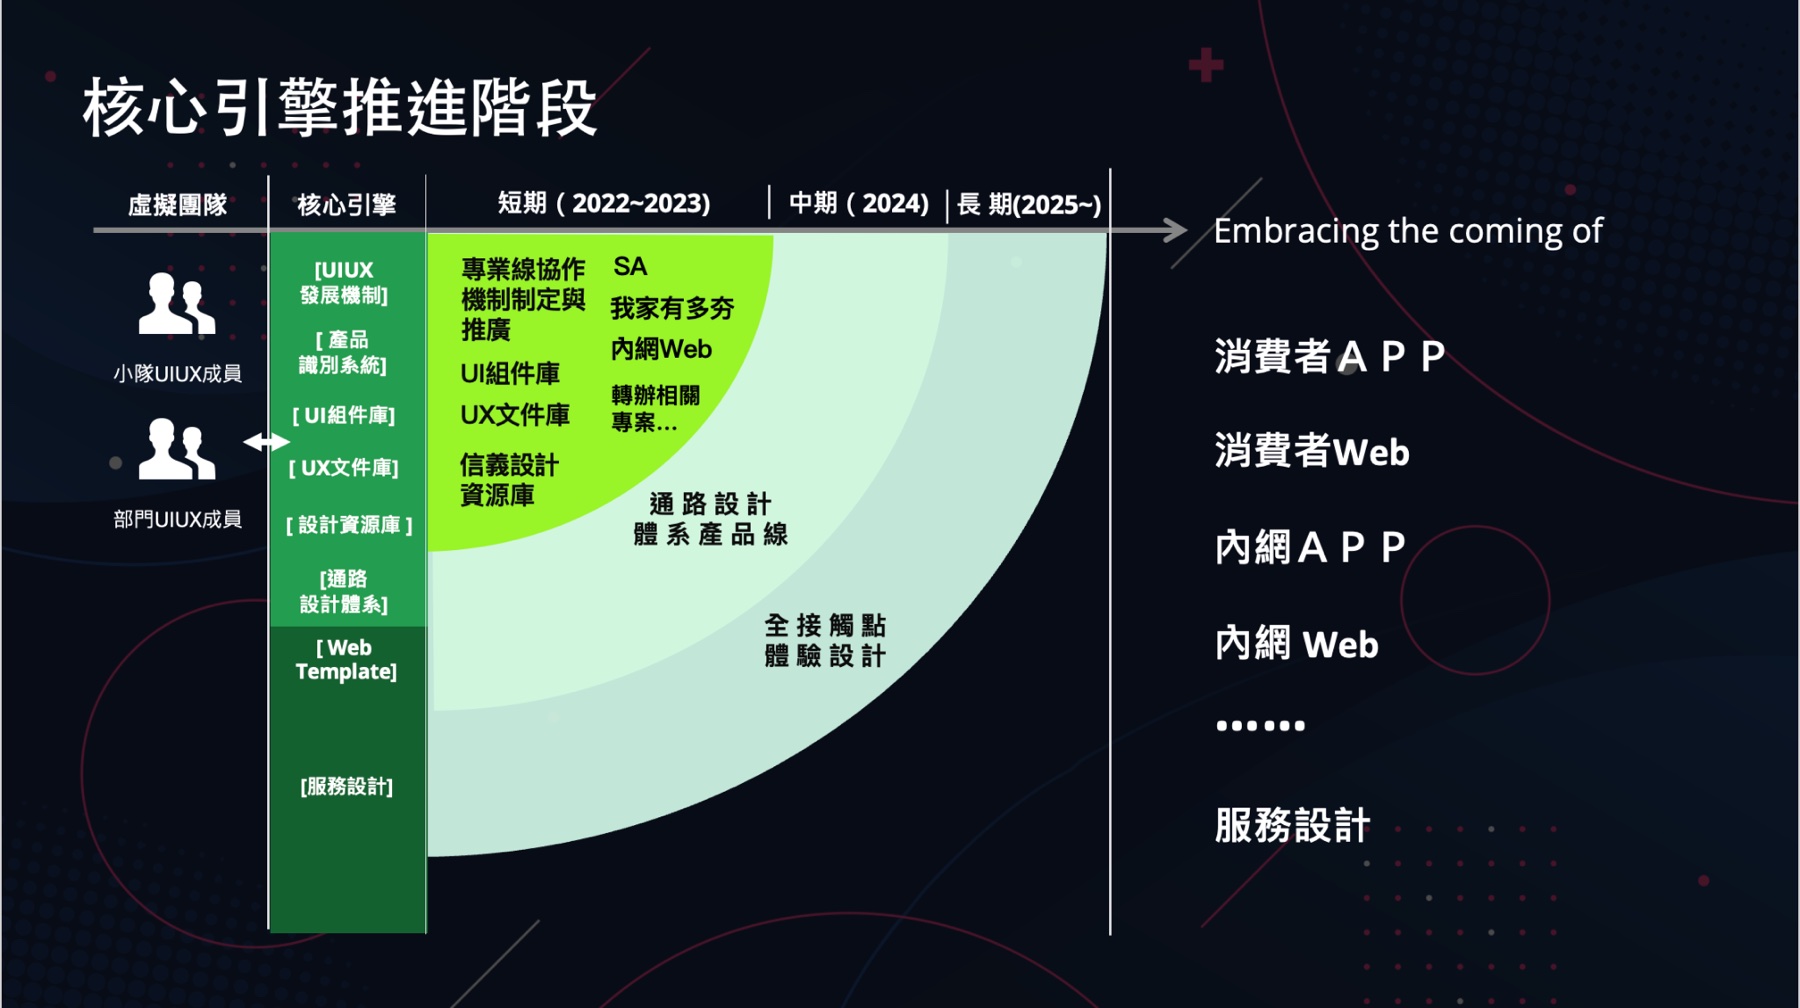 核心引擎推進階段
虛擬團隊
核心引擎
短期（2022~2023)
中期（2024)
長 期(2025~)
小隊UIUX成員
部門UIUX成員
[UIUX
發展機制]
[ 產品
識別系統]
[ UI組件庫]
[ UX文件庫]
[ 設計資源庫 ]
[通路
設計體系]
[ Web
Template]
[服務設計]
專業線協作
機制制定與
推廣
UI組件庫
UX文件庫
信義設計
資源庫
SA
我家有多夯
內網Web
轉辦相關
專案...
通 路 設 計
體 系 產 品 線
全 接 觸 點
體 驗 設 計
Embracing the coming of
消費者ＡＰＰ
消費者Web
內網ＡＰＰ
內網 Web
......
服務設計